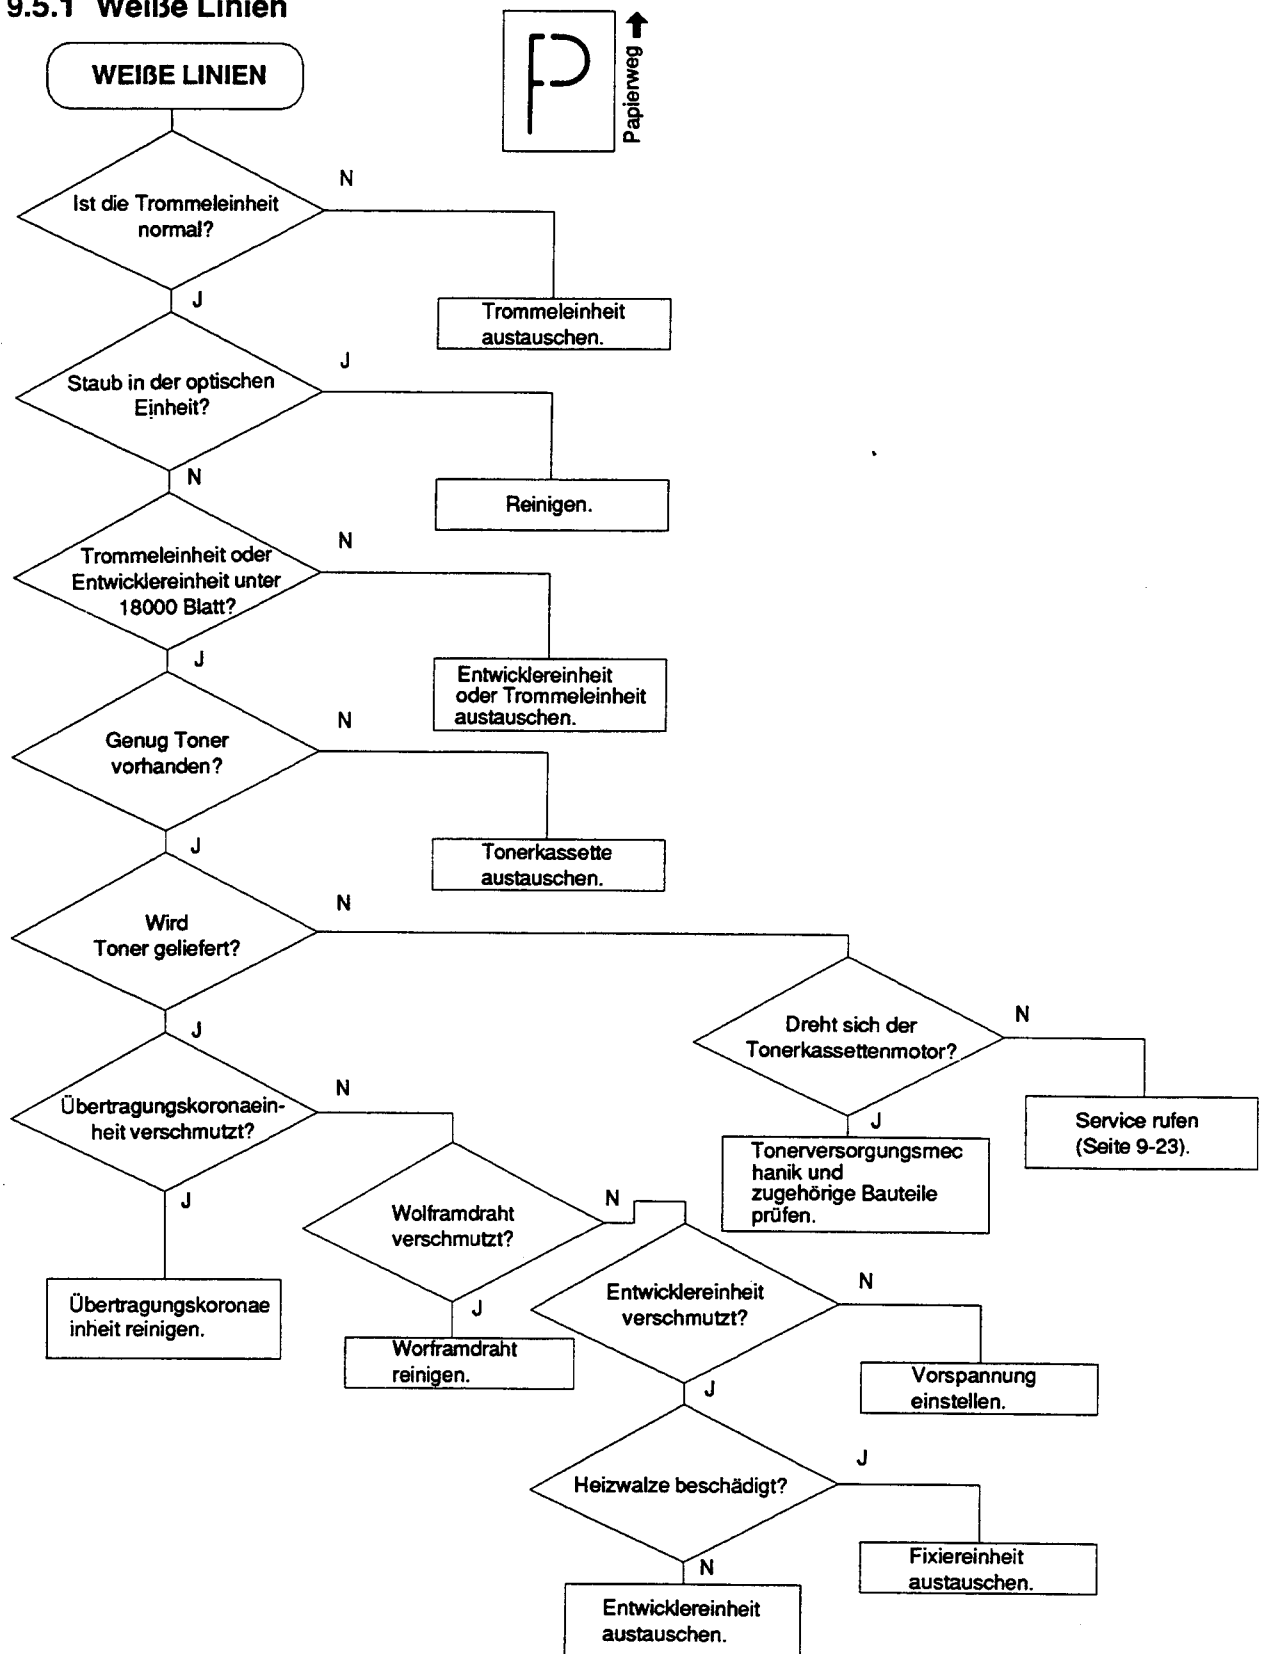 9.5.1 Weiße Linien
P
Papierweg
WEIßE LINIEN
Ist die Trommeleinheit
normal?
N
J
Trommeleinheit
austauschen.
Staub in der optischen
Einheit?
J
N
Reinigen.
Trommeleinheit oder
Entwicklereinheit unter
18000 Blatt?
N
J
Entwicklereinheit
oder Trommeleinheit
austauschen.
Genug Toner
vorhanden?
N
J
Tonerkassette
austauschen.
Wird
Toner geliefert?
N
J
Dreht sich der
Tonerkassettenmotor?
N
J
Service rufen
(Seite 9-23).
Tonerversorgungsmec
hanik und
zugehörige Bauteile
prüfen.
Übertragungskoronaein-
heit verschmutzt?
N
J
Übertragungskoronae
inheit reinigen.
Wolframdraht
verschmutzt?
N
J
Worframdraht
reinigen.
Entwicklereinheit
verschmutzt?
N
J
Vorspannung
einstellen.
Heizwalze beschädigt?
J
N
Fixiereinheit
austauschen.
Entwicklereinheit
austauschen.